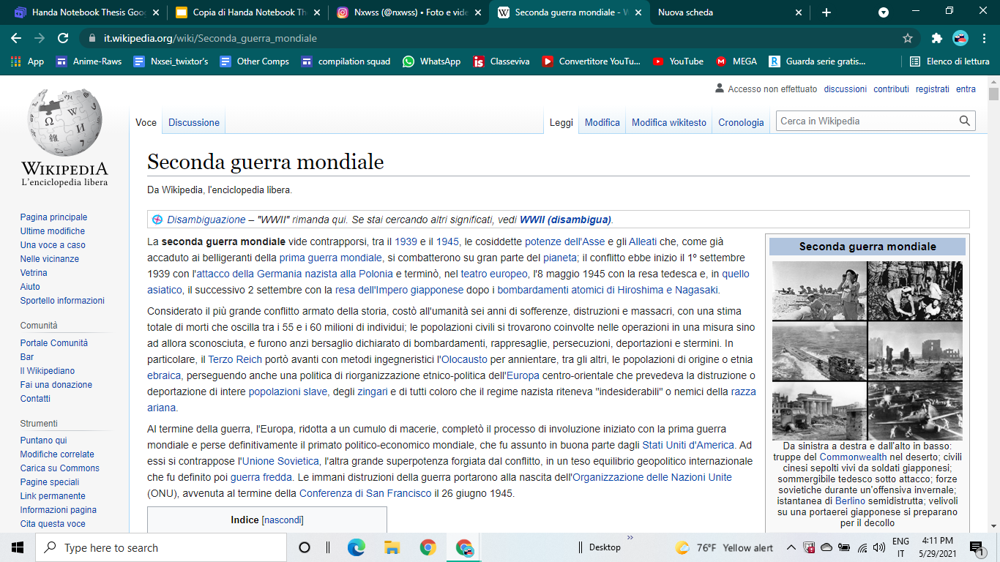 Handa Notebook Thesis Goo
Copia di Handa Notebook Th
Nxwss (@nxwss) • Foto e vide
Seconda guerra mondiale - W
Nuova scheda
it.wikipedia.org/wiki/Seconda_guerra_mondiale
App
Anime-Raws
Nxsei_twixtor's
Other Comps
compilation squad
WhatsApp
Classeviva
Convertitore YouTu...
YouTube
MEGA
Guarda serie gratis...
Elenco di lettura
Accesso non effettuato discussioni contributi registrati entra
Voce Discussione
Leggi Modifica Modifica wikitesto Cronologia
Cerca in Wikipedia
WIKIPEDIA
L'enciclopedia libera
Pagina principale
Ultime modifiche
Una voce a caso
Nelle vicinanze
Vetrina
Aiuto
Sportello informazioni
Comunità
Portale Comunità
Bar
Il Wikipediano
Fai una donazione
Contatti
Strumenti
Puntano qui
Modifiche correlate
Carica su Commons
Pagine speciali
Link permanente
Informazioni pagina
Cita questa voce
Seconda guerra mondiale
Da Wikipedia, l'enciclopedia libera.
Disambiguazione – "WWII" rimanda qui. Se stai cercando altri significati, vedi WWII (disambigua).
La seconda guerra mondiale vide contrapporsi, tra il 1939 e il 1945, le cosiddette potenze dell'Asse e gli Alleati che, come già
accaduto ai belligeranti della prima guerra mondiale, si combatterono su gran parte del pianeta; il conflitto ebbe inizio il 1º settembre
1939 con l'attacco della Germania nazista alla Polonia e terminò, nel teatro europeo, l'8 maggio 1945 con la resa tedesca e, in quello
asiatico, il successivo 2 settembre con la resa dell'Impero giapponese dopo i bombardamenti atomici di Hiroshima e Nagasaki.
Considerato il più grande conflitto armato della storia, costò all'umanità sei anni di sofferenze, distruzioni e massacri, con una stima
totale di morti che oscilla tra i 55 e i 60 milioni di individui; le popolazioni civili si trovarono coinvolte nelle operazioni in una misura sino
ad allora sconosciuta, e furono anzi bersaglio dichiarato di bombardamenti, rappresaglie, persecuzioni, deportazioni e stermini. In
particolare, il Terzo Reich portò avanti con metodi ingegneristici l'Olocausto per annientare, tra gli altri, le popolazioni di origine o etnia
ebraica, perseguendo anche una politica di riorganizzazione etnico-politica dell'Europa centro-orientale che prevedeva la distruzione o
deportazione di intere popolazioni slave, degli zingari e di tutti coloro che il regime nazista riteneva "indesiderabili" o nemici della razza
ariana.
Al termine della guerra, l'Europa, ridotta a un cumulo di macerie, completò il processo di involuzione iniziato con la prima guerra
mondiale e perse definitivamente il primato politico-economico mondiale, che fu assunto in buona parte dagli Stati Uniti d'America. Ad
essi si contrappose l'Unione Sovietica, l'altra grande superpotenza forgiata dal conflitto, in un teso equilibrio geopolitico internazionale
che fu definito poi guerra fredda. Le immani distruzioni della guerra portarono alla nascita dell'Organizzazione delle Nazioni Unite
(ONU), avvenuta al termine della Conferenza di San Francisco il 26 giugno 1945.
Indice [nascondi]
Seconda guerra mondiale
Da sinistra a destra e dall'alto in basso:
truppe del Commonwealth nel deserto; civili
cinesi sepolti vivi da soldati giapponesi;
sommergibile tedesco sotto attacco; forze
sovietiche durante un'offensiva invernale;
istantanea di Berlino semidistrutta; velivoli
su una portaerei giapponese si preparano
per il decollo
Type here to search
Desktop
76°F Yellow alert
ENG
IT
4:11 PM
5/29/2021
1